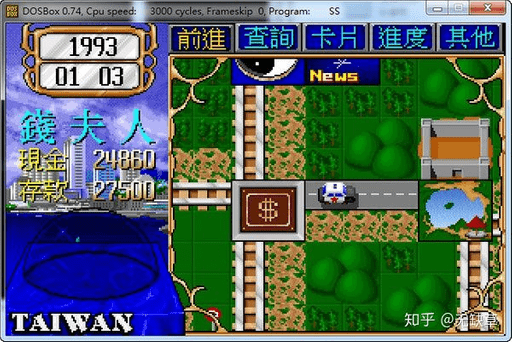 DOSBox 0.74, Cpu speed: 3000 cycles, Frameskip 0, Program: SS
1993
01 03
前進 查詢 卡片 進度 其他
News
錢夫人
現金 24860
存款 27500
$
TAIWAN
知乎